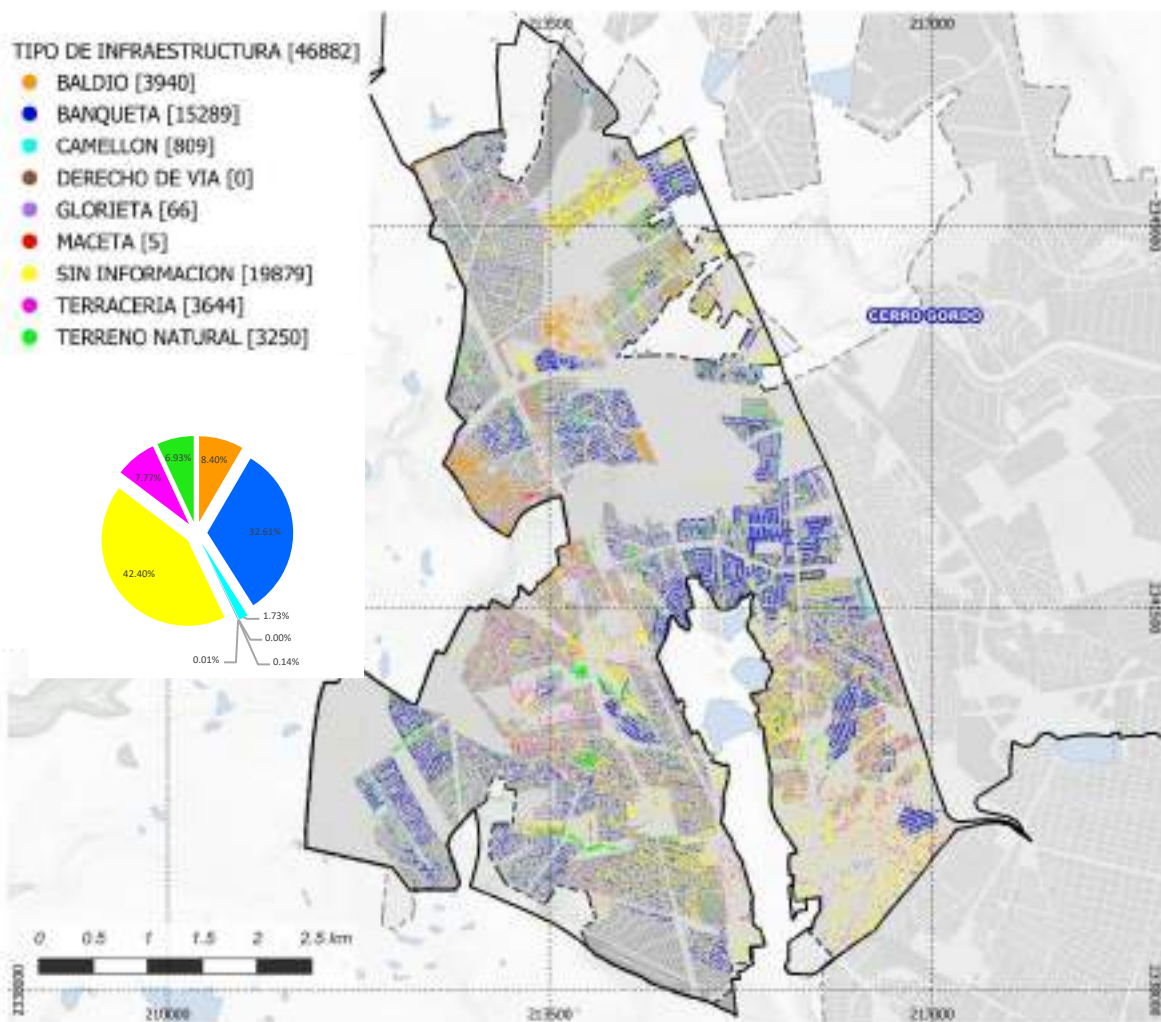 TIPO DE INFRAESTRUCTURA [46882]
BALDIO [3940]
BANQUETA [15289]
CAMELLON [809]
DERECHO DE VIA [0]
GLORIETA [66]
MACETA [5]
SIN INFORMACION [19879]
TERRACERIA [3644]
TERRENO NATURAL [3250]
CERRO GORDO
6.93%
8.40%
7.77%
32.61%
42.40%
1.73%
0.00%
0.01%
0.14%
0 0.5 1 1.5 2 2.5 km
210000
213500
217000